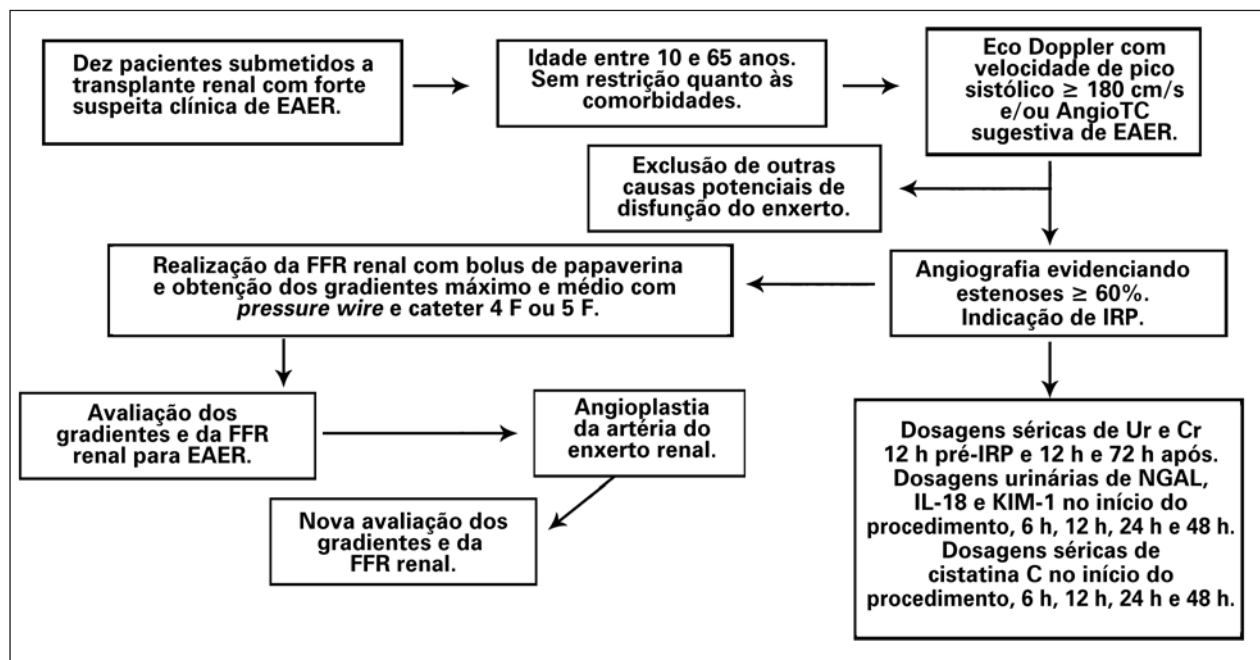 Dez pacientes submetidos a
transplante renal com forte
suspeita clínica de EAER.
Idade entre 10 e 65 anos.
Sem restrição quanto às
comorbidades.
Eco Doppler com
velocidade de pico
sistólico ≥ 180 cm/s
e/ou AngioTC
sugestiva de EAER.
Exclusão de outras
causas potenciais de
disfunção do enxerto.
Angiografia evidenciando
estenoses ≥ 60%.
Indicação de IRP.
Realização da FFR renal com bolus de papaverina
e obtenção dos gradientes máximo e médio com
pressure wire e cateter 4 F ou 5 F.
Avaliação dos
gradientes e da FFR
renal para EAER.
Angioplastia
da artéria do
enxerto renal.
Nova avaliação dos
gradientes e da
FFR renal.
Dosagens séricas de Ur e Cr
12 h pré-IRP e 12 h e 72 h após.
Dosagens urinárias de NGAL,
IL-18 e KIM-1 no início do
procedimento, 6 h, 12 h, 24 h e 48 h.
Dosagens séricas de
cistatina C no início do
procedimento, 6 h, 12 h, 24 h e 48 h.